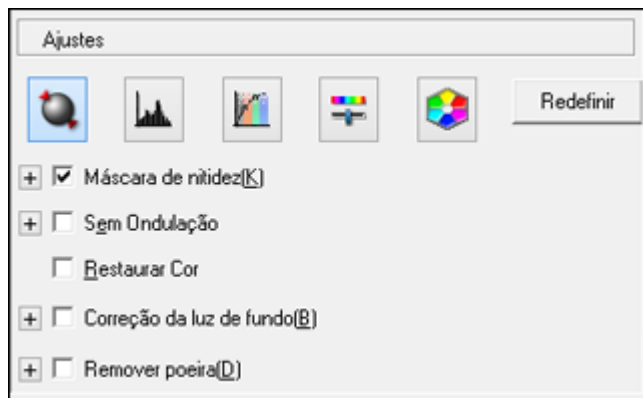 Ajustes
Redefinir
Máscara de nitidez(K)
Sem Ondulação
Restaurar Cor
Correção da luz de fundo(B)
Remover poeira(D)